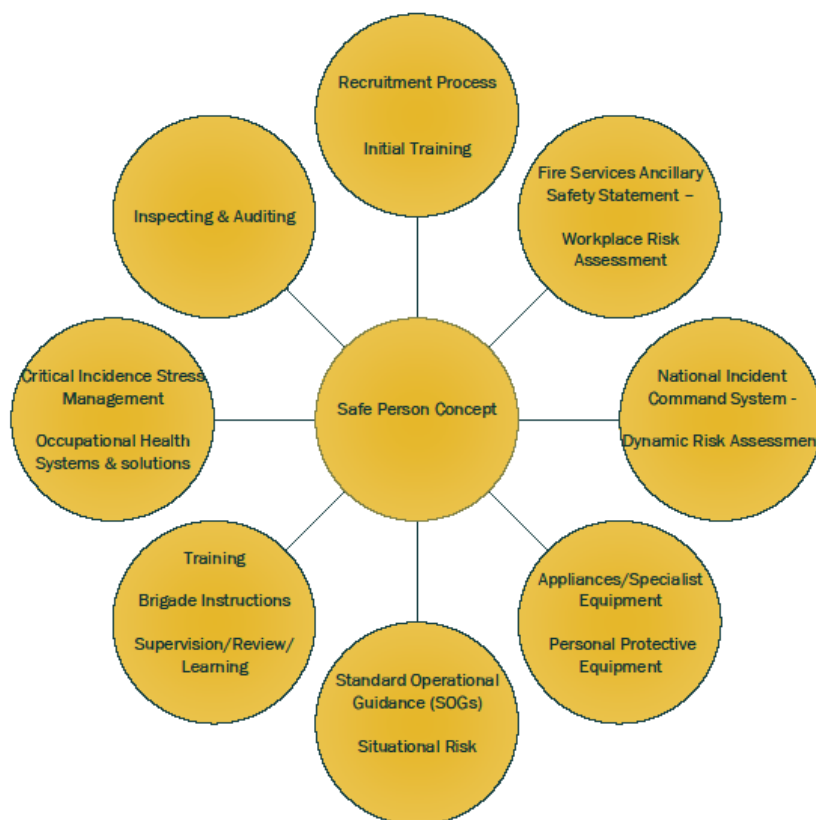 Recruitment Process
Initial Training
Fire Services Ancillary
Safety Statement –
Workplace Risk
Assessment
National Incident
Command System -
Dynamic Risk Assessment
Appliances/Specialist
Equipment
Personal Protective
Equipment
Standard Operational
Guidance (SOGs)
Situational Risk
Training
Brigade Instructions
Supervision/Review/
Learning
Critical Incidence Stress
Management
Occupational Health
Systems & solutions
Inspecting & Auditing
Safe Person Concept